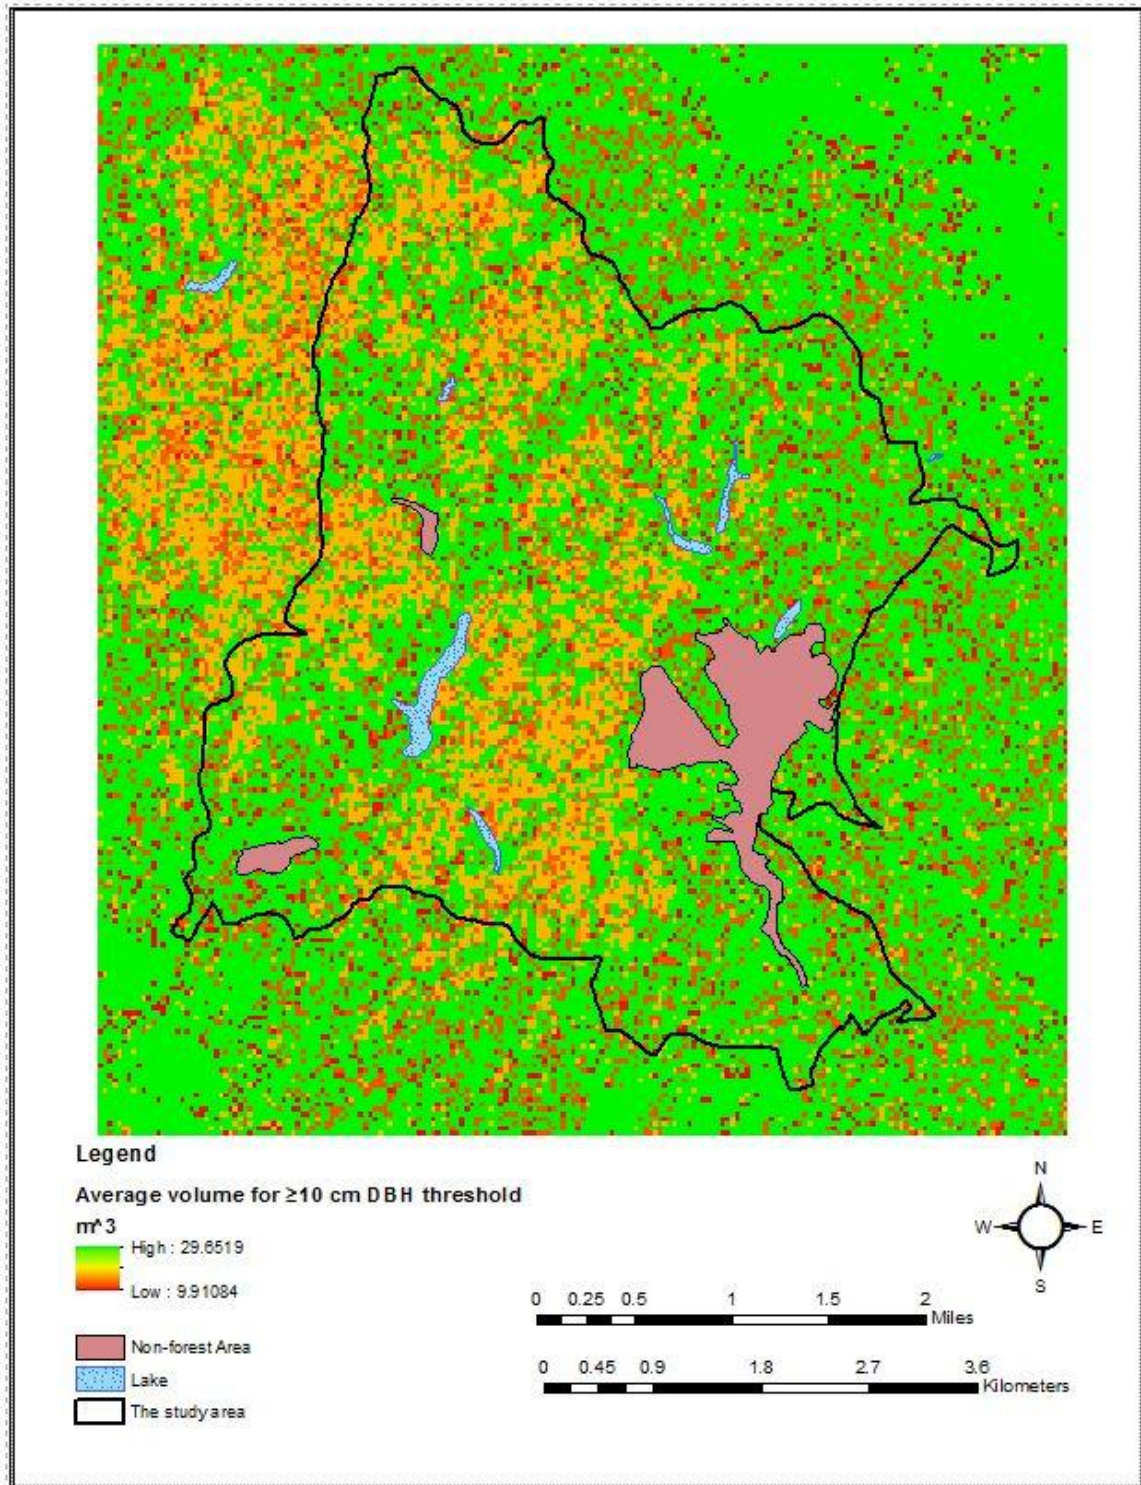 Legend
Average volume for ≥10 cm DBH threshold
m^3
High : 29.6519
Low : 9.91084
Non-forest Area
Lake
The study area
N
W E
S
0 0.25 0.5 1 1.5 2
Miles
0 0.45 0.9 1.8 2.7 3.6
Kilometers